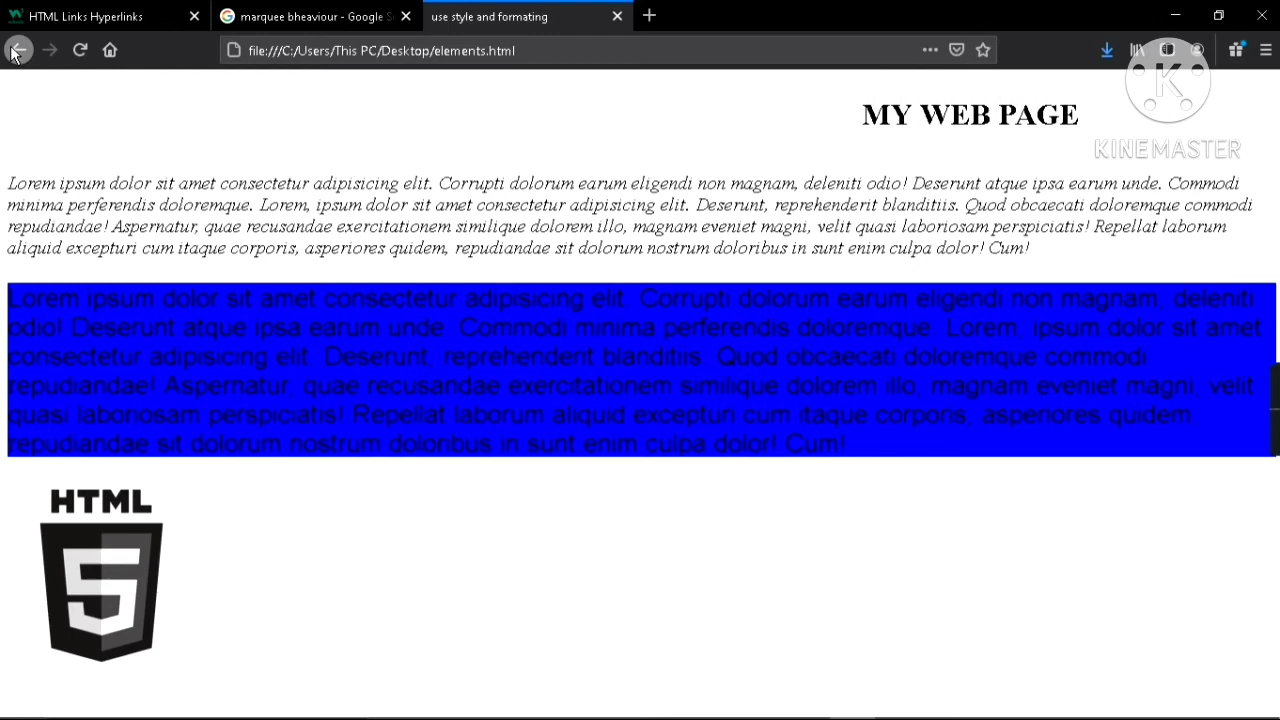 HTML Links Hyperlinks
marquee bheaviour - Google S
use style and formating
file:///C:/Users/This PC/Desktop/elements.html
K
KINEMASTER
MY WEB PAGE
Lorem ipsum dolor sit amet consectetur adipisicing elit. Corrupti dolorum earum eligendi non magnam, deleniti odio! Deserunt atque ipsa earum unde. Commodi
minima perferendis doloremque. Lorem, ipsum dolor sit amet consectetur adipisicing elit. Deserunt, reprehenderit blanditiis. Quod obcaecati doloremque commodi
repudiandae! Aspernatur, quae recusandae exercitationem similique dolorem illo, magnam eveniet magni, velit quasi laboriosam perspiciatis! Repellat laborum
aliquid excepturi cum itaque corporis, asperiores quidem, repudiandae sit dolorum nostrum doloribus in sunt enim culpa dolor! Cum!
Lorem ipsum dolor sit amet consectetur adipisicing elit. Corrupti dolorum earum eligendi non magnam, deleniti
odio! Deserunt atque ipsa earum unde. Commodi minima perferendis doloremque. Lorem, ipsum dolor sit amet
consectetur adipisicing elit. Deserunt, reprehenderit blanditiis. Quod obcaecati doloremque commodi
repudiandae! Aspernatur, quae recusandae exercitationem similique dolorem illo, magnam eveniet magni, velit
quasi laboriosam perspiciatis! Repellat laborum aliquid excepturi cum itaque corporis, asperiores quidem,
repudiandae sit dolorum nostrum doloribus in sunt enim culpa dolor! Cum!
HTML
5